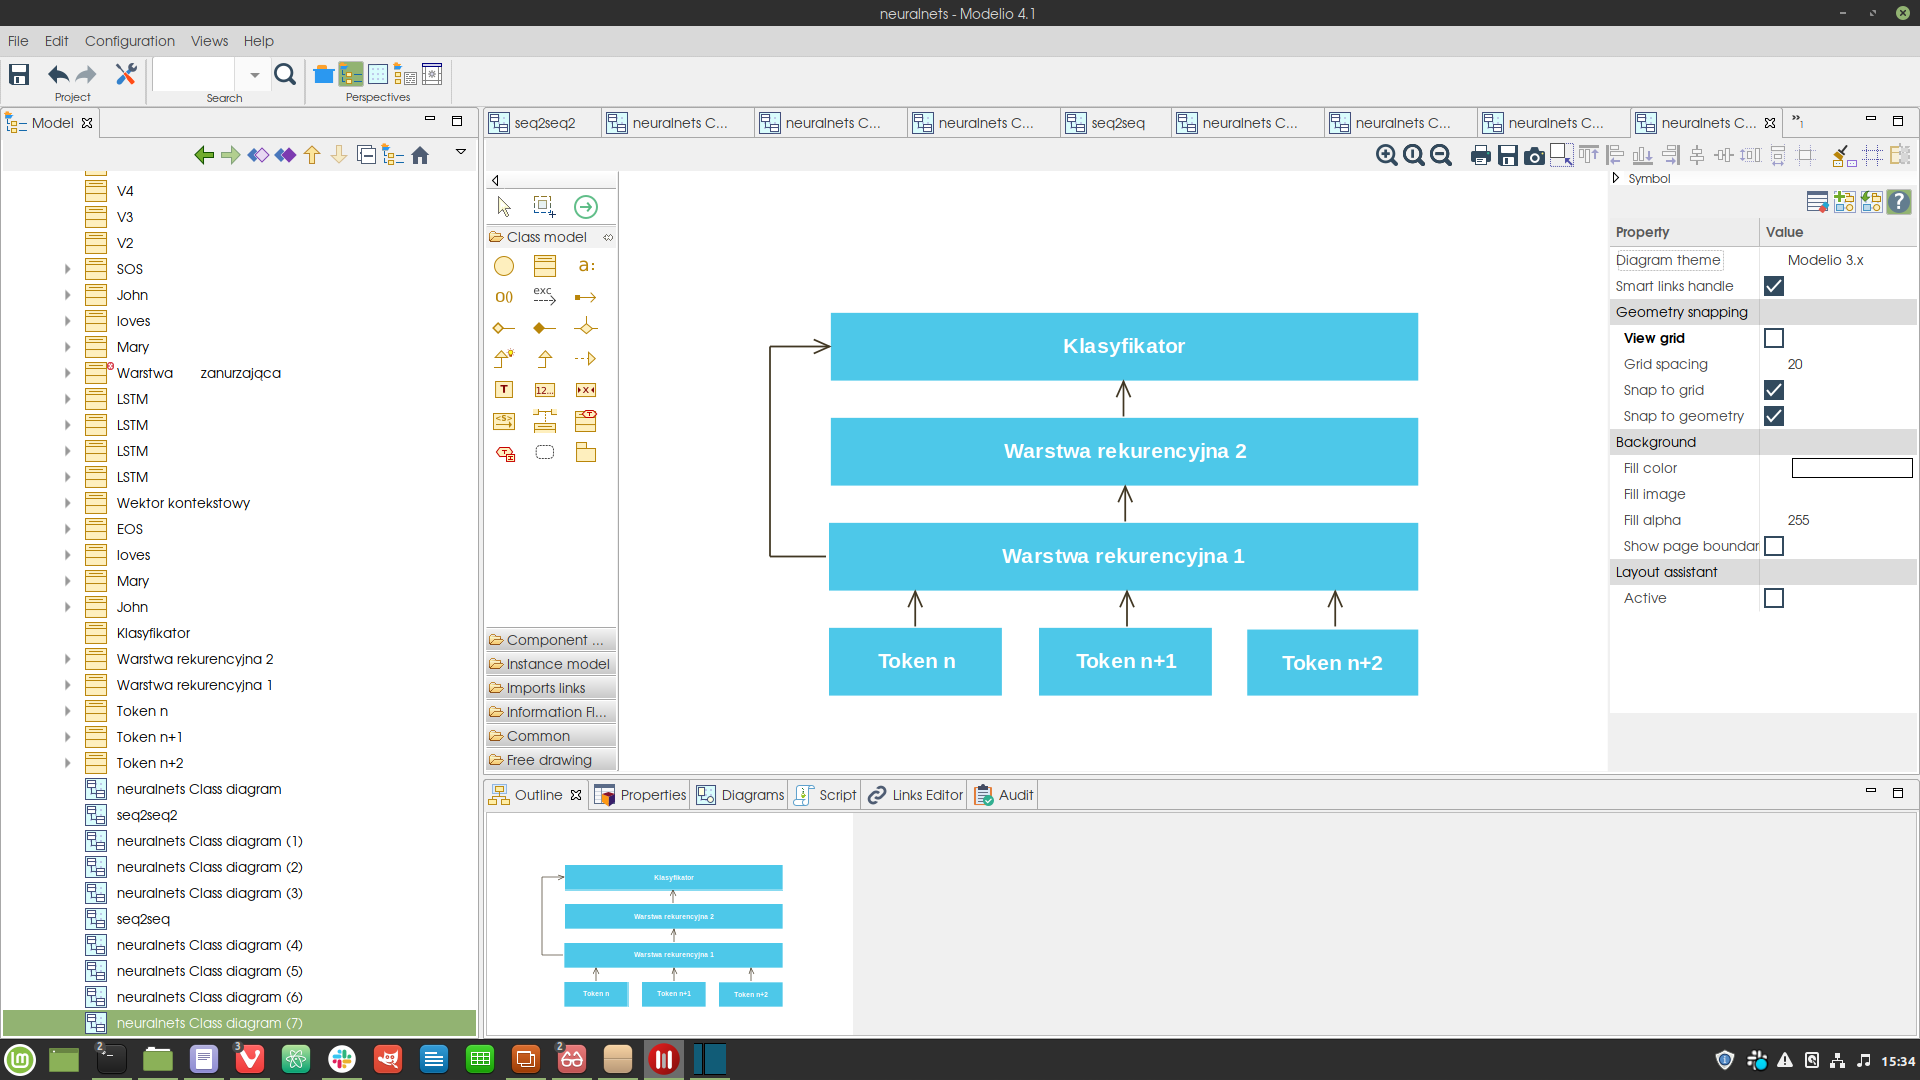 neuralnets - Modelio 4.1
File Edit Configuration Views Help
Project Search Perspectives
Model
seq2seq2 neuralnets C... neuralnets C... neuralnets C... seq2seq neuralnets C... neuralnets C... neuralnets C... neuralnets C... »1
V4
V3
V2
SOS
John
loves
Mary
Warstwa zanurzająca
LSTM
LSTM
LSTM
LSTM
Wektor kontekstowy
EOS
loves
Mary
John
Klasyfikator
Warstwa rekurencyjna 2
Warstwa rekurencyjna 1
Token n
Token n+1
Token n+2
neuralnets Class diagram
seq2seq2
neuralnets Class diagram (1)
neuralnets Class diagram (2)
neuralnets Class diagram (3)
seq2seq
neuralnets Class diagram (4)
neuralnets Class diagram (5)
neuralnets Class diagram (6)
neuralnets Class diagram (7)
Class model
a:
O()
exc
T
12...
Component ...
Instance model
Imports links
Information Fl...
Common
Free drawing
Klasyfikator
Warstwa rekurencyjna 2
Warstwa rekurencyjna 1
Token n Token n+1 Token n+2
Symbol
Property Value
Diagram theme Modelio 3.x
Smart links handle
Geometry snapping
View grid
Grid spacing 20
Snap to grid
Snap to geometry
Background
Fill color
Fill image
Fill alpha 255
Show page boundar
Layout assistant
Active
Outline Properties Diagrams Script Links Editor Audit
Klasyfikator
Warstwa rekurencyjna 2
Warstwa rekurencyjna 1
Token n Token n+1 Token n+2
2 3 2
15:34